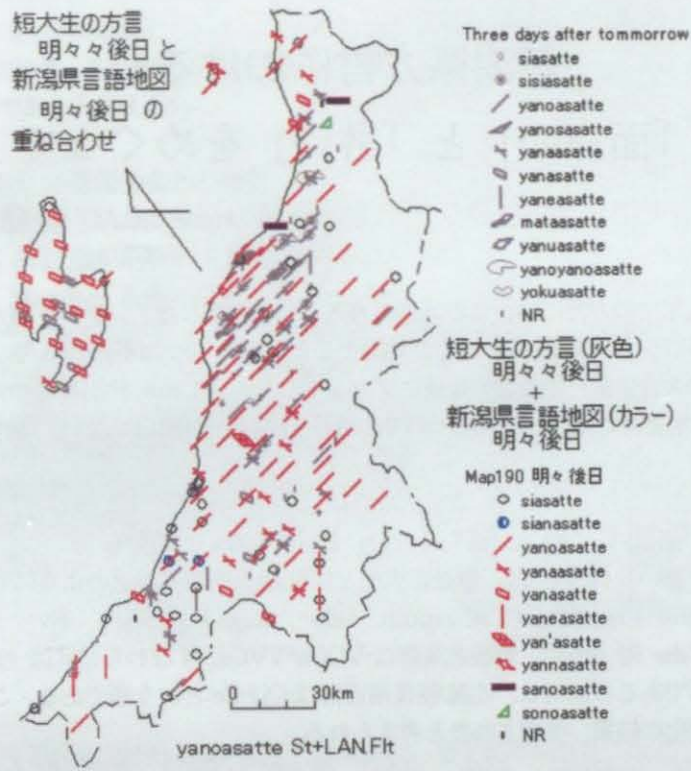 短大生の方言
明々々後日と
新潟県言語地図
明々後日 の
重ね合わせ
Three days after tommorrow
siasatte
sisiasatte
yanoasatte
yanosasatte
yanaasatte
yanasatte
yaneasatte
mataasatte
yanuasatte
yanoyanoasatte
yokuasatte
NR
短大生の方言(灰色)
明々々後日
+
新潟県言語地図(カラー)
明々後日
Map190 明々後日
siasatte
sianasatte
yanoasatte
yanaasatte
yanasatte
yaneasatte
yan'asatte
yannasatte
sanoasatte
sonoasatte
NR
0 30km
yanoasatte St+LAN.Flt